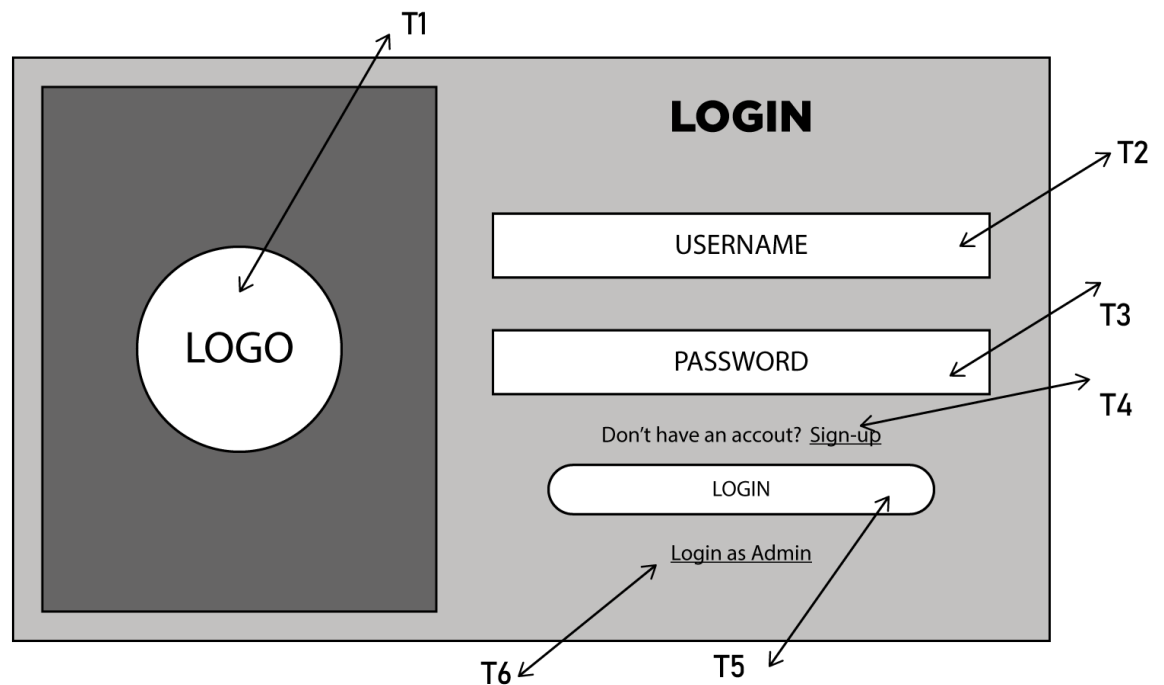 T1
LOGIN
T2
USERNAME
T3
LOGO
PASSWORD
T4
Don't have an accout? Sign-up
LOGIN
Login as Admin
T6
T5